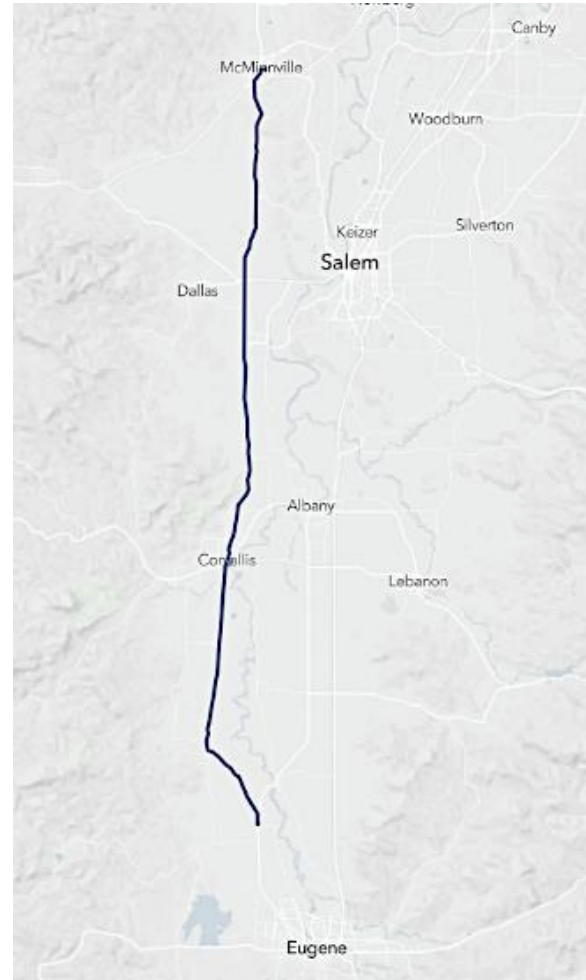 Canby
McMinnville
Woodburn
Keizer
Silverton
Salem
Dallas
Albany
Corvallis
Lebanon
Eugene